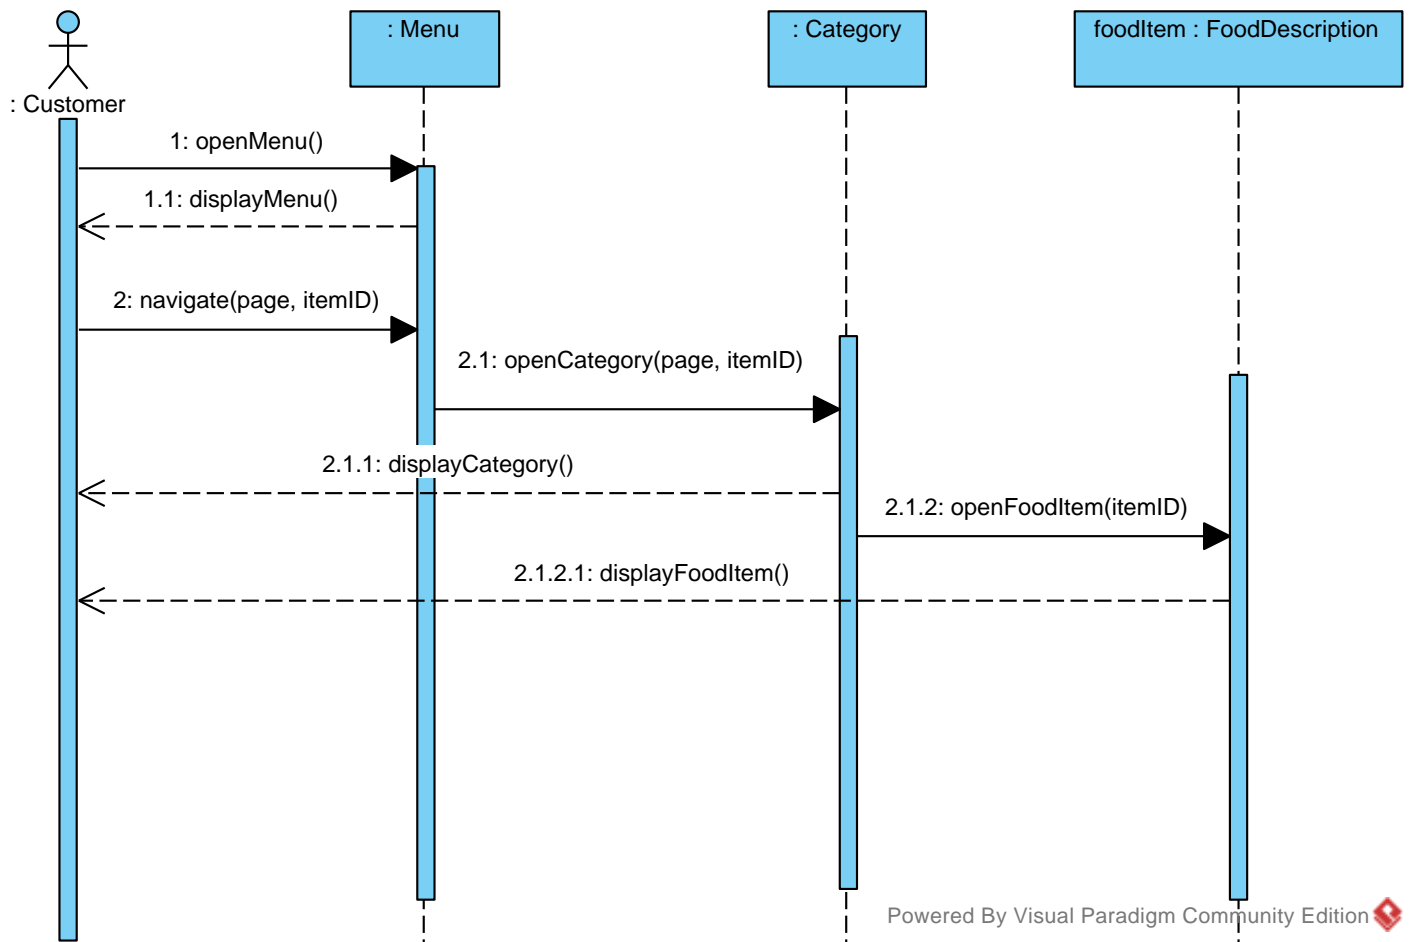 : Menu
: Category
foodItem : FoodDescription
: Customer
1: openMenu()
1.1: displayMenu()
2: navigate(page, itemID)
2.1: openCategory(page, itemID)
2.1.1: displayCategory()
2.1.2: openFoodItem(itemID)
2.1.2.1: displayFoodItem()
Powered By Visual Paradigm Community Edition